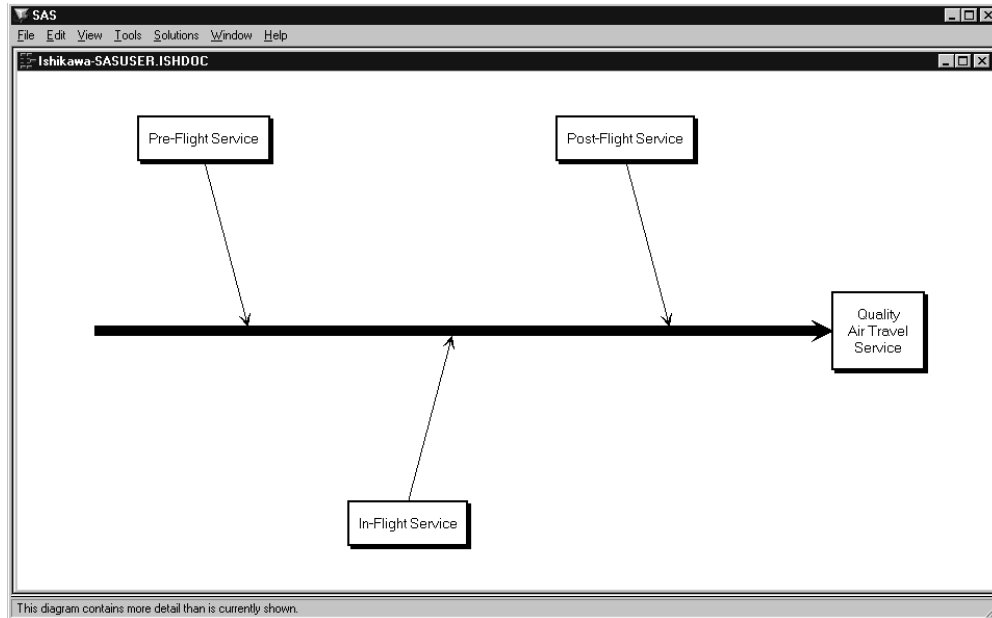 SAS
File Edit View Tools Solutions Window Help
Ishikawa-SASUSER.ISHDOC
Pre-Flight Service
Post-Flight Service
Quality
Air Travel
Service
In-Flight Service
This diagram contains more detail than is currently shown.